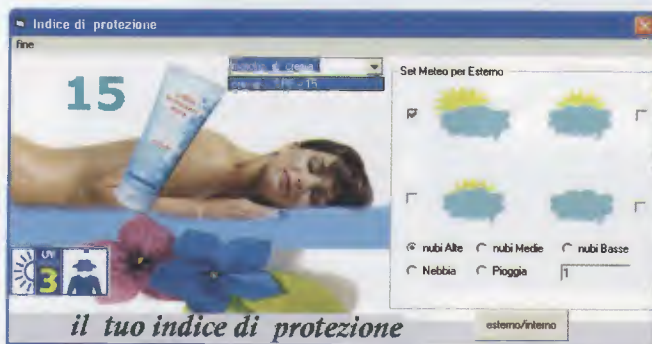 Indice di protezione
fine
15
Set Meteo per Esterno
nubi Alte
nubi Medie
nubi Basse
Nebbia
Pioggia
1
UV
3
il tuo indice di protezione
esterno/interno